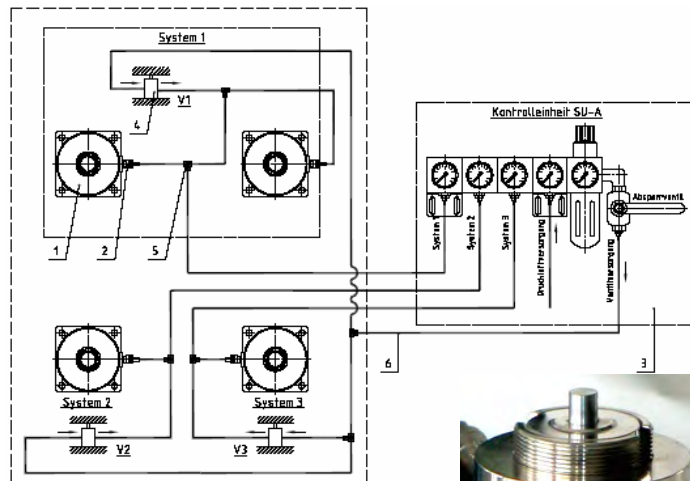 System 1
V1
4
1
2
5
Kontrolleinheit SU-A
Absperrventil
System 1
System 2
System 3
Druckluftversorgung
Ventilversorgung
6
3
System 2
System 3
V2
V3